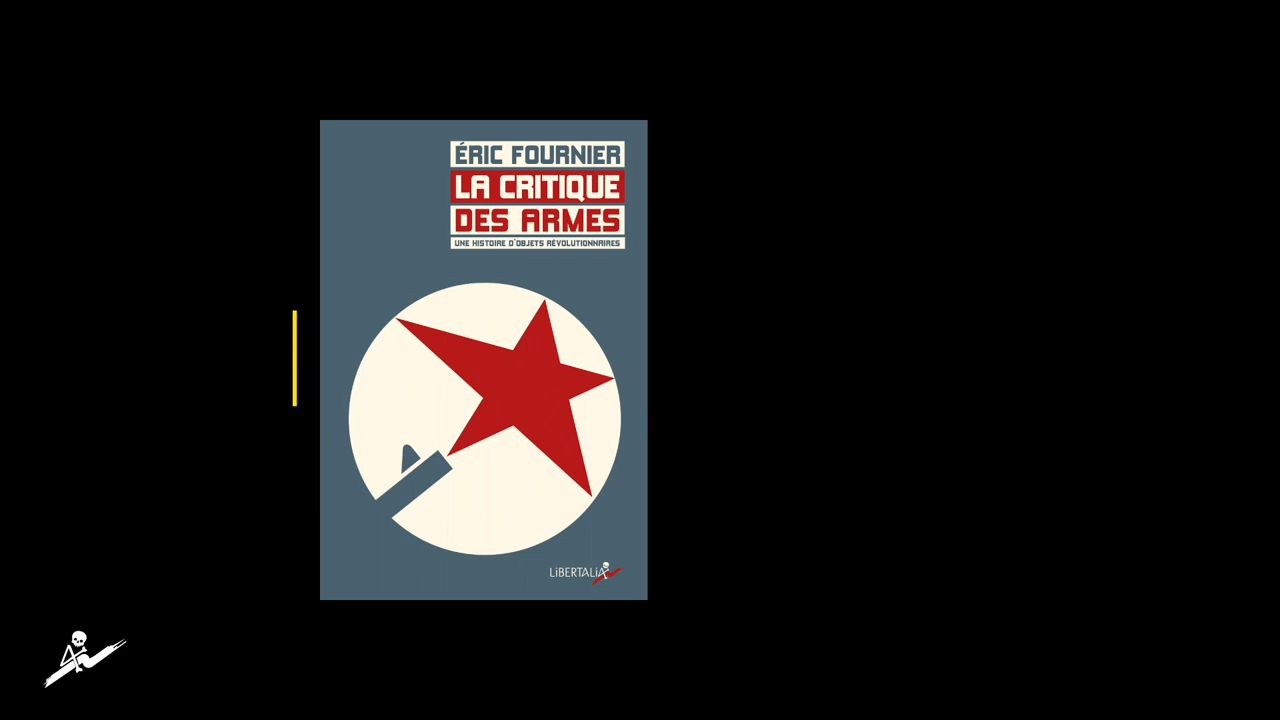 ÉRIC FOURNIER
LA CRITIQUE
DES ARMES
UNE HISTOIRE D'OBJETS RÉVOLUTIONNAIRES
LiBERTALiA